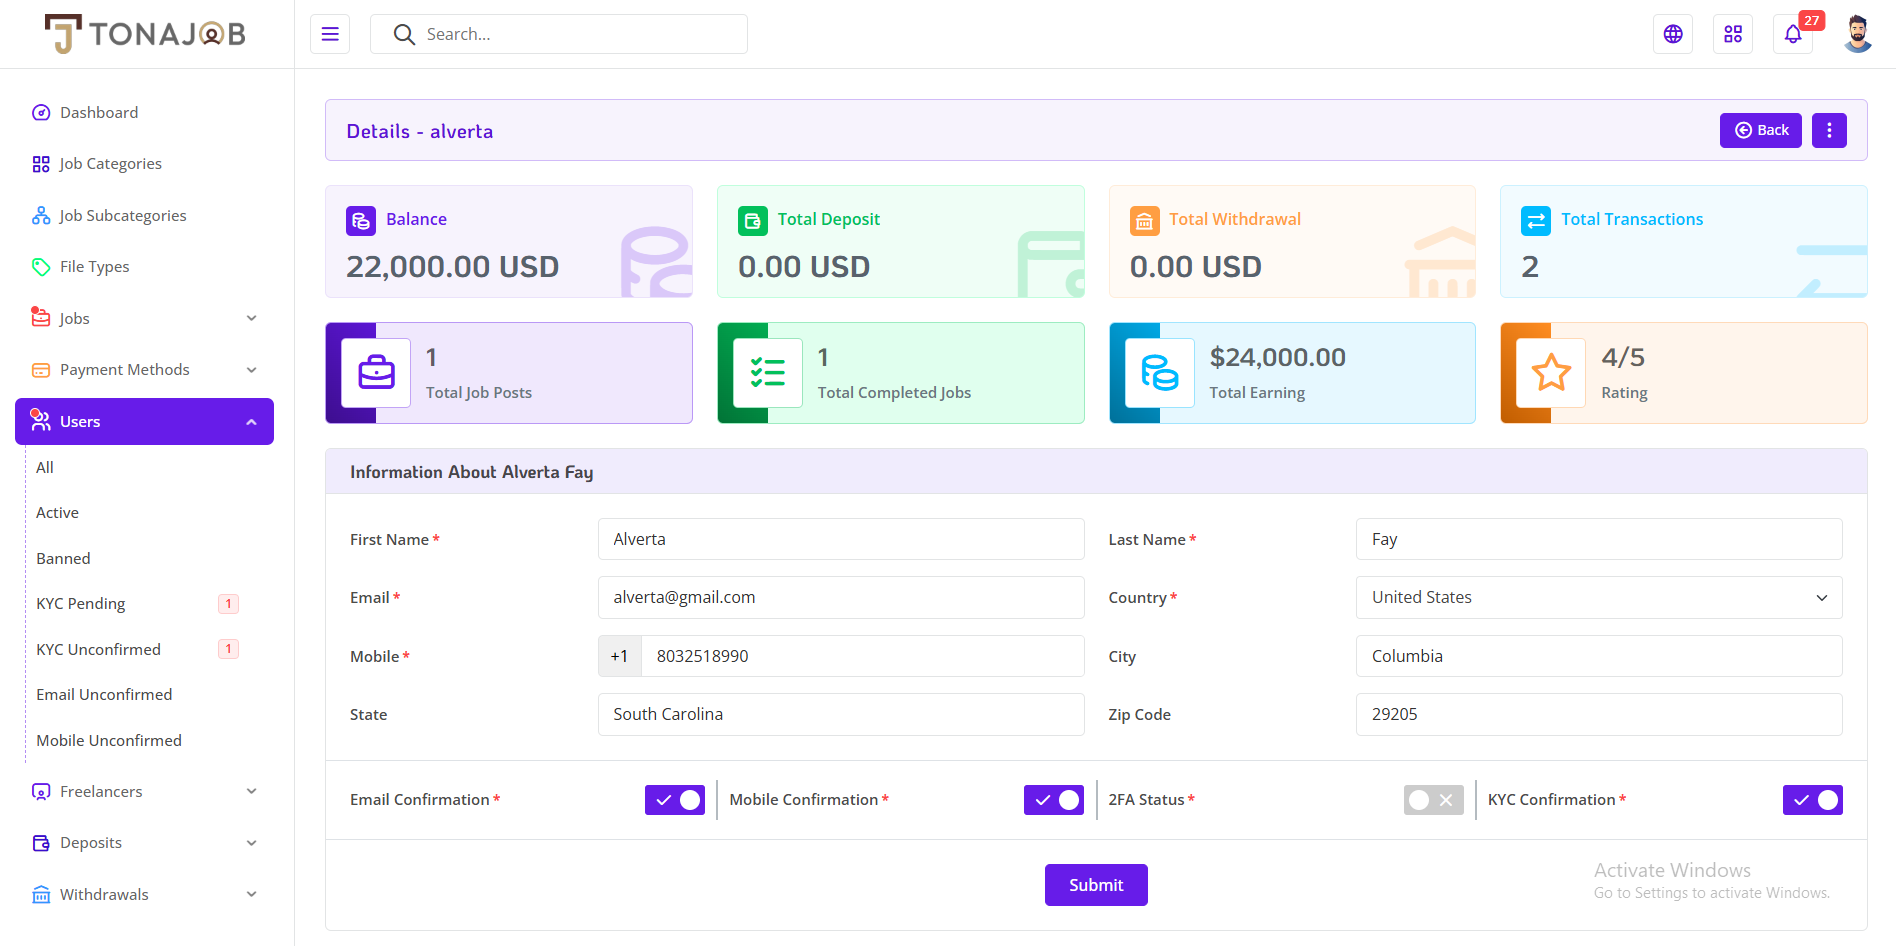 TONAJOB
Search...
27
Dashboard
Job Categories
Job Subcategories
File Types
Jobs
Payment Methods
Users
All
Active
Banned
KYC Pending 1
KYC Unconfirmed 1
Email Unconfirmed
Mobile Unconfirmed
Freelancers
Deposits
Withdrawals
Details - alverta
Back
Balance
22,000.00 USD
Total Deposit
0.00 USD
Total Withdrawal
0.00 USD
Total Transactions
2
1
Total Job Posts
1
Total Completed Jobs
$24,000.00
Total Earning
4/5
Rating
Information About Alverta Fay
First Name * Alverta
Last Name * Fay
Email * alverta@gmail.com
Country * United States
Mobile * +1 8032518990
City Columbia
State South Carolina
Zip Code 29205
Email Confirmation *
Mobile Confirmation *
2FA Status *
KYC Confirmation *
Submit
Activate Windows
Go to Settings to activate Windows.